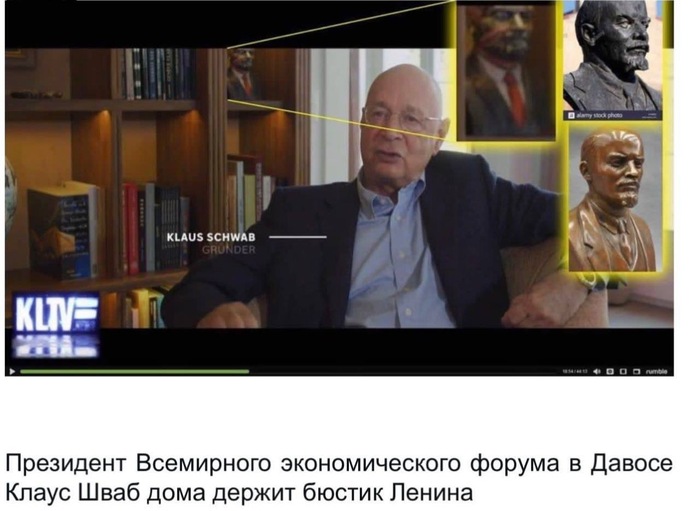 alamy stock photo
KLAUS SCHWAB
GRÜNDER
KLTV
rumble
Президент Всемирного экономического форума в Давосе
Клаус Шваб дома держит бюстик Ленина